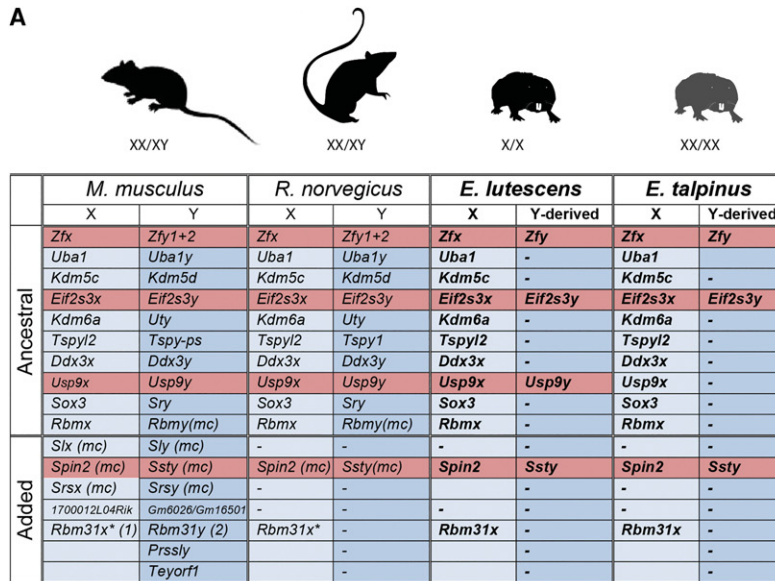 A
XX/XY XX/XY X/X XX/XX
M. musculus R. norvegicus E. lutescens E. talpinus
X Y X Y X Y-derived X Y-derived
Ancestral
Zfx Zfy1+2 Zfx Zfy1+2 Zfx Zfy Zfx Zfy
Uba1 Uba1y Uba1 Uba1y Uba1 - Uba1
Kdm5c Kdm5d Kdm5c Kdm5d Kdm5c - Kdm5c -
Eif2s3x Eif2s3y Eif2s3x Eif2s3y Eif2s3x Eif2s3y Eif2s3x Eif2s3y
Kdm6a Uty Kdm6a Uty Kdm6a - Kdm6a -
Tspyl2 Tspy-ps Tspyl2 Tspy1 Tspyl2 - Tspyl2 -
Ddx3x Ddx3y Ddx3x Ddx3y Ddx3x - Ddx3x -
Usp9x Usp9y Usp9x Usp9y Usp9x Usp9y Usp9x -
Sox3 Sry Sox3 Sry Sox3 - Sox3 -
Rbmx Rbmy(mc) Rbmx Rbmy(mc) Rbmx - Rbmx -
Added
Slx (mc) Sly (mc) - - - - - -
Spin2 (mc) Ssty (mc) Spin2 (mc) Ssty(mc) Spin2 Ssty Spin2 Ssty
Srsx (mc) Srsy (mc) - - - - -
1700012L04Rik Gm6026/Gm16501 - - - - - -
Rbm31x* (1) Rbm31y (2) Rbm31x* - Rbm31x - Rbm31x -
Prssly - - -
Teyorf1 - - -